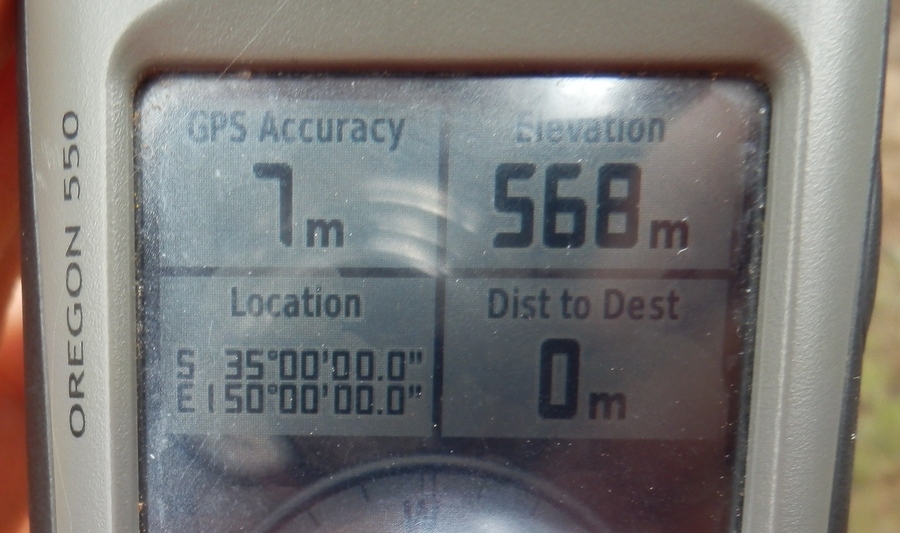 OREGON 550
GPS Accuracy
7m
Elevation
568m
Location
S 35°00'00.0"
E 150°00'00.0"
Dist to Dest
0m